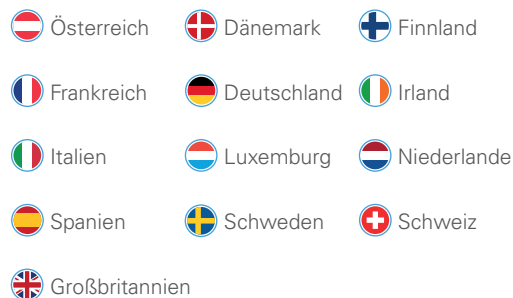 Österreich Dänemark Finnland
Frankreich Deutschland Irland
Italien Luxemburg Niederlande
Spanien Schweden Schweiz
Großbritannien